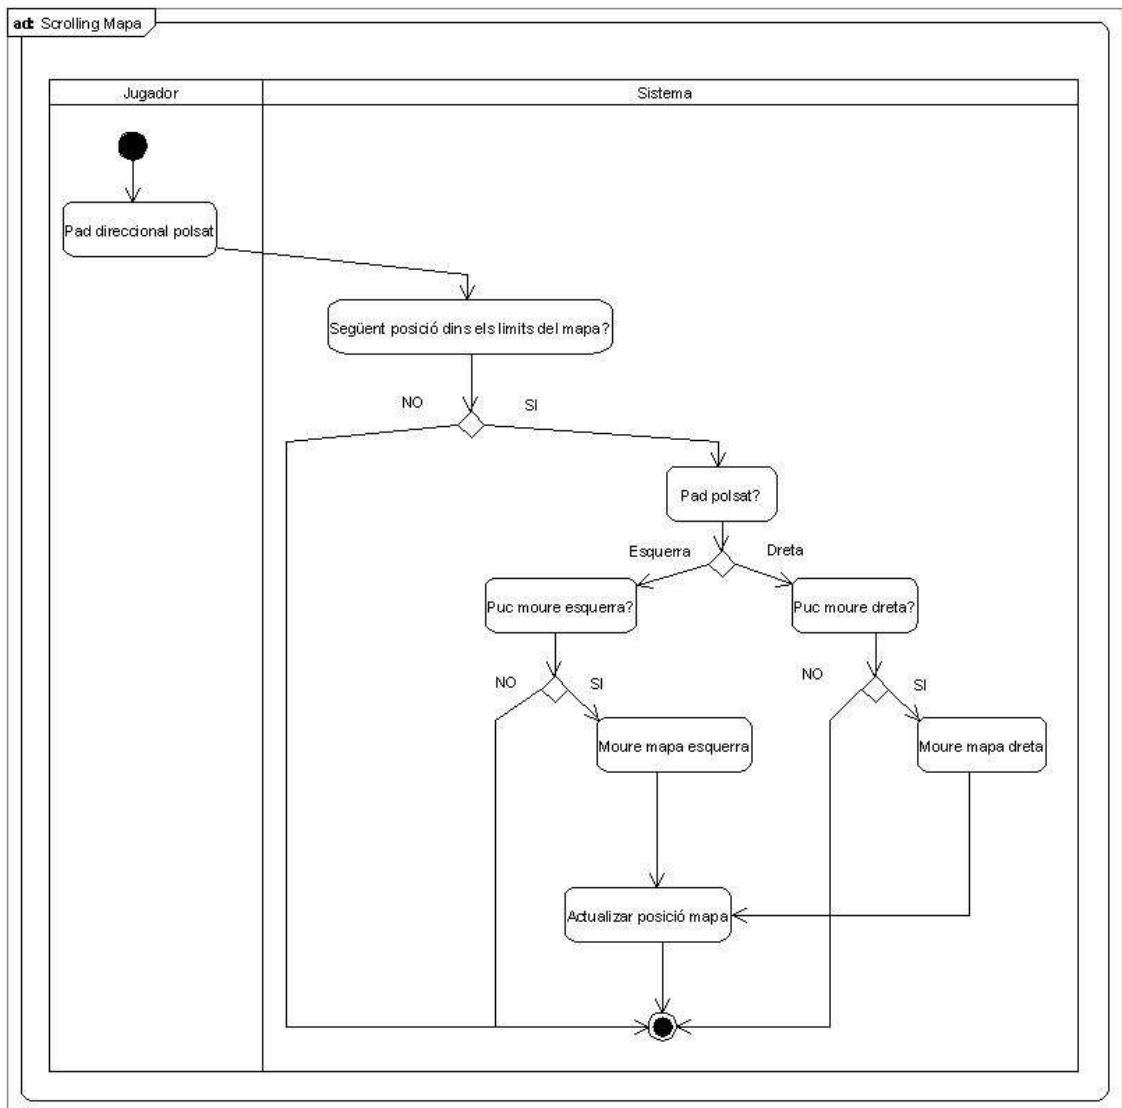 act Scrolling Mapa
Jugador
Sistema
Pad direccional polsat
Següent posició dins els limits del mapa?
NO
SI
Pad polsat?
Esquerra
Dreta
Puc moure esquerra?
Puc moure dreta?
NO
SI
NO
SI
Moure mapa esquerra
Moure mapa dreta
Actualizar posició mapa